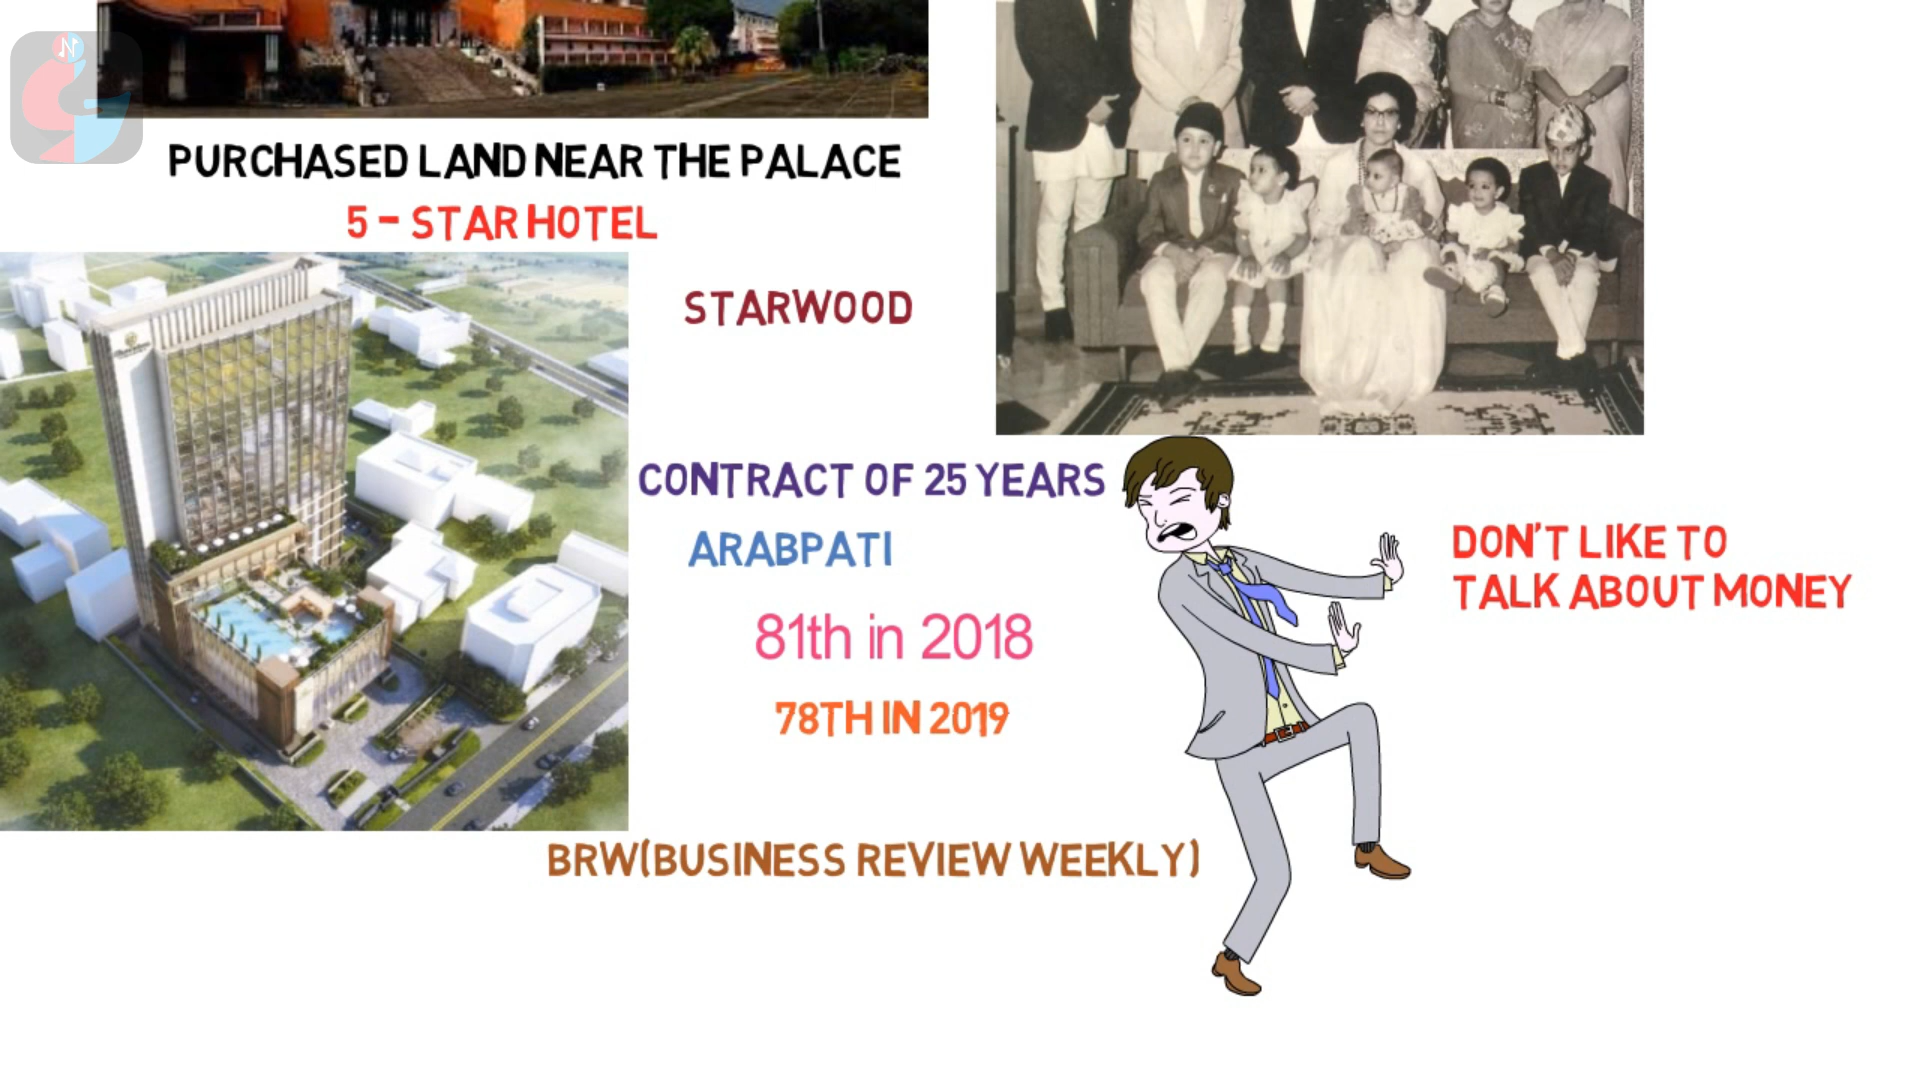 PURCHASED LAND NEAR THE PALACE
5 - STAR HOTEL
STARWOOD
CONTRACT OF 25 YEARS
ARABPATI
81th in 2018
78TH IN 2019
BRW(BUSINESS REVIEW WEEKLY)
DON'T LIKE TO
TALK ABOUT MONEY